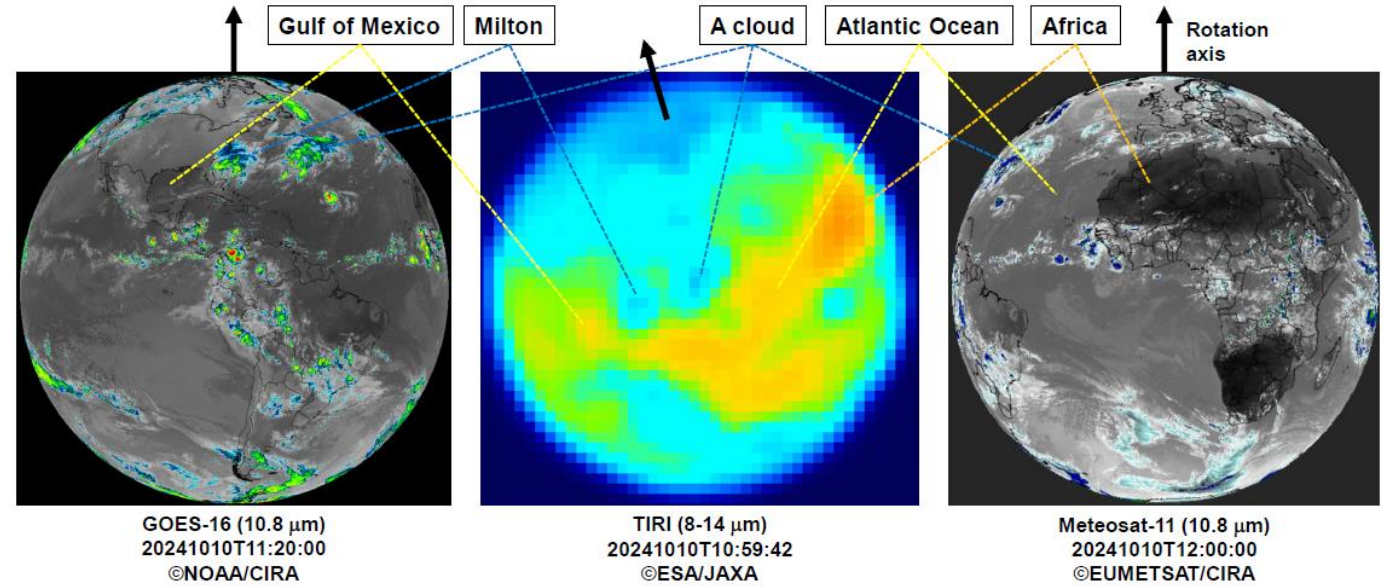 Gulf of Mexico
Milton
A cloud
Atlantic Ocean
Africa
Rotation
axis
GOES-16 (10.8 μm)
20241010T11:20:00
©NOAA/CIRA
TIRI (8-14 μm)
20241010T10:59:42
©ESA/JAXA
Meteosat-11 (10.8 μm)
20241010T12:00:00
©EUMETSAT/CIRA